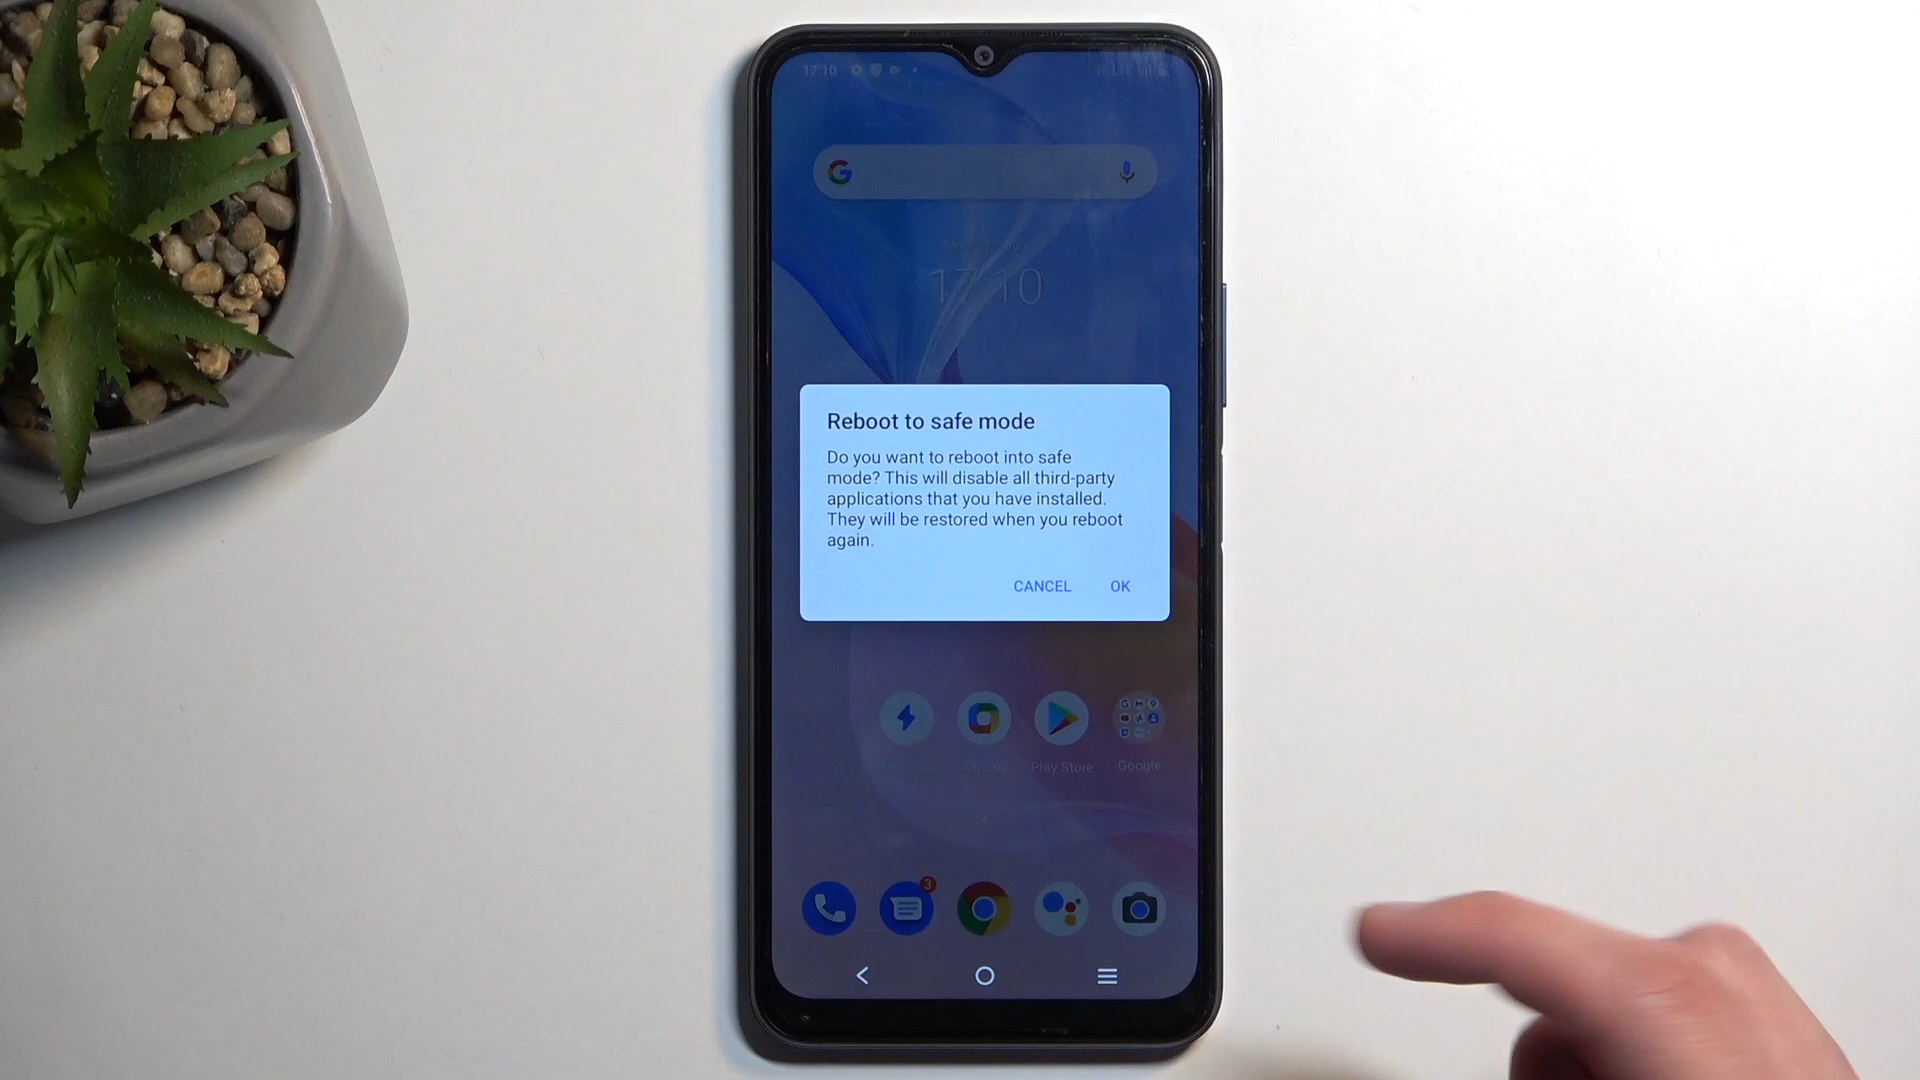 17:10
17:10
Reboot to safe mode
Do you want to reboot into safe
mode? This will disable all third-party
applications that you have installed.
They will be restored when you reboot
again.
CANCEL OK
Play Store Google
3